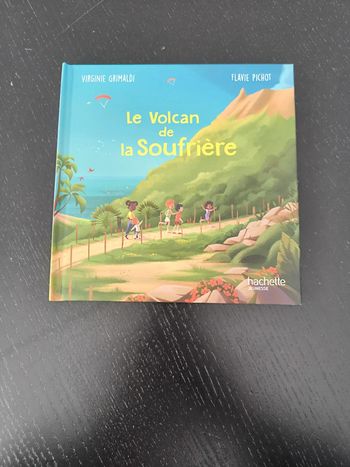 VIRGINIE GRIMALDI
FLAVIE PICHOT
Le Volcan
de
la Soufrière
hachette
JEUNESSE